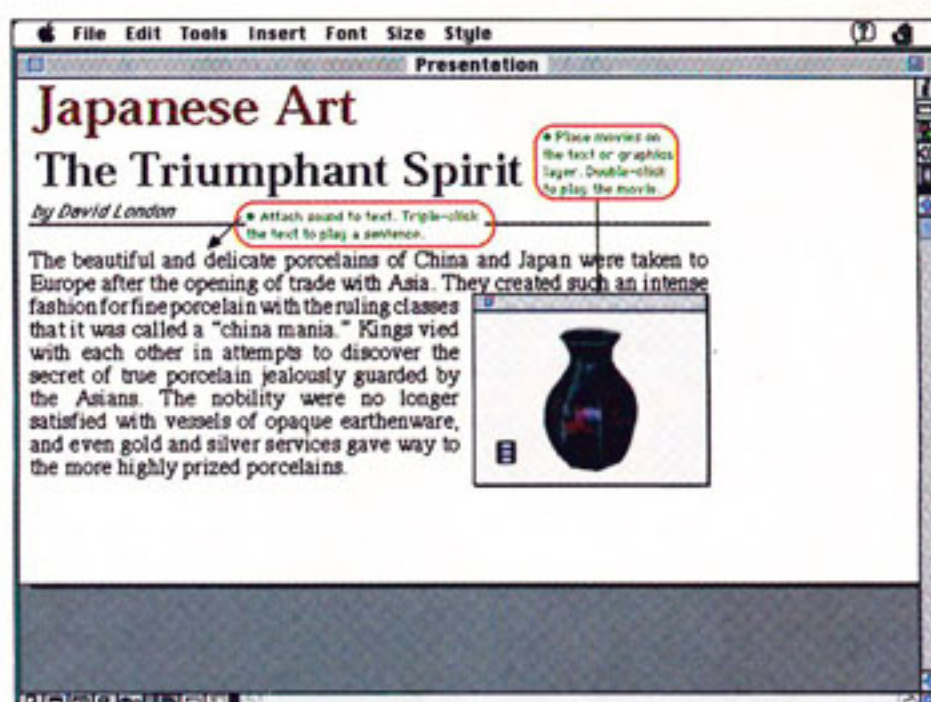 File Edit Tools Insert Font Size Style
Presentation
Japanese Art
The Triumphant Spirit
by David London
• Place movies on
the text or graphics
layer. Double-click
to play the movie.
• Attach sound to text. Triple-click
the text to play a sentence.
The beautiful and delicate porcelains of China and Japan were taken to
Europe after the opening of trade with Asia. They created such an intense
fashion for fine porcelain with the ruling classes
that it was called a "china mania." Kings vied
with each other in attempts to discover the
secret of true porcelain jealously guarded by
the Asians. The nobility were no longer
satisfied with vessels of opaque earthenware,
and even gold and silver services gave way to
the more highly prized porcelains.